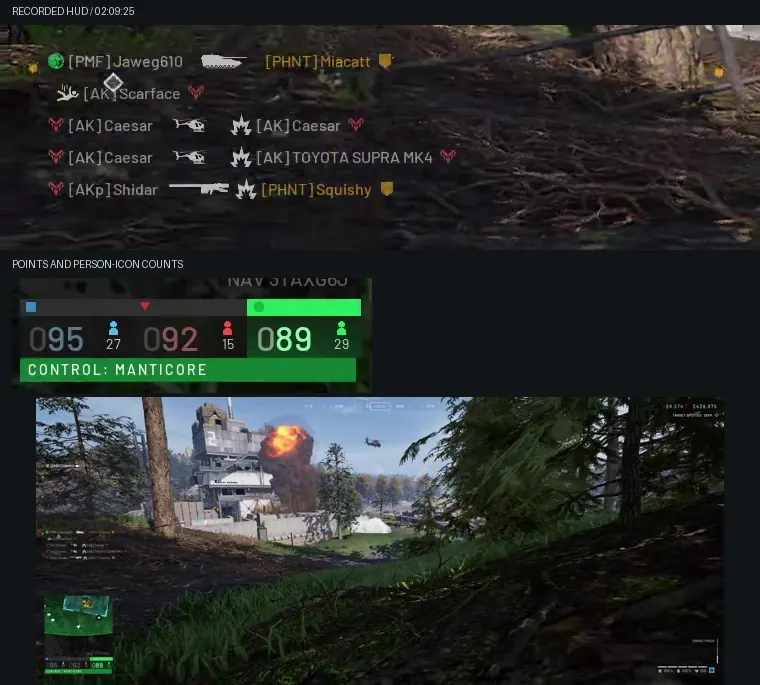 RECORDED HUD / 02:09:25
[PMF]Jaweg610 [PHNT]Miacatt
[AK]Scarface
[AK]Caesar [AK]Caesar
[AK]Caesar [AK]TOYOTA SUPRA MK4
[AKp]Shidar [PHNT]Squishy
POINTS AND PERSON-ICON COUNTS
095 27 092 15 089 29
CONTROL: MANTICORE
2